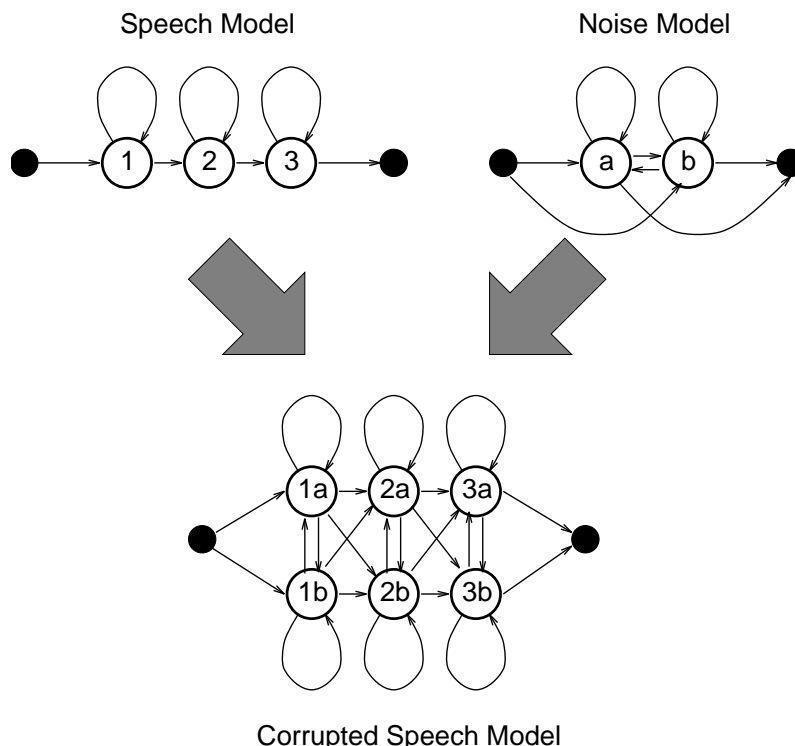 Speech Model
Noise Model
1 2 3
a b
1a 2a 3a
1b 2b 3b
Corrupted Speech Model